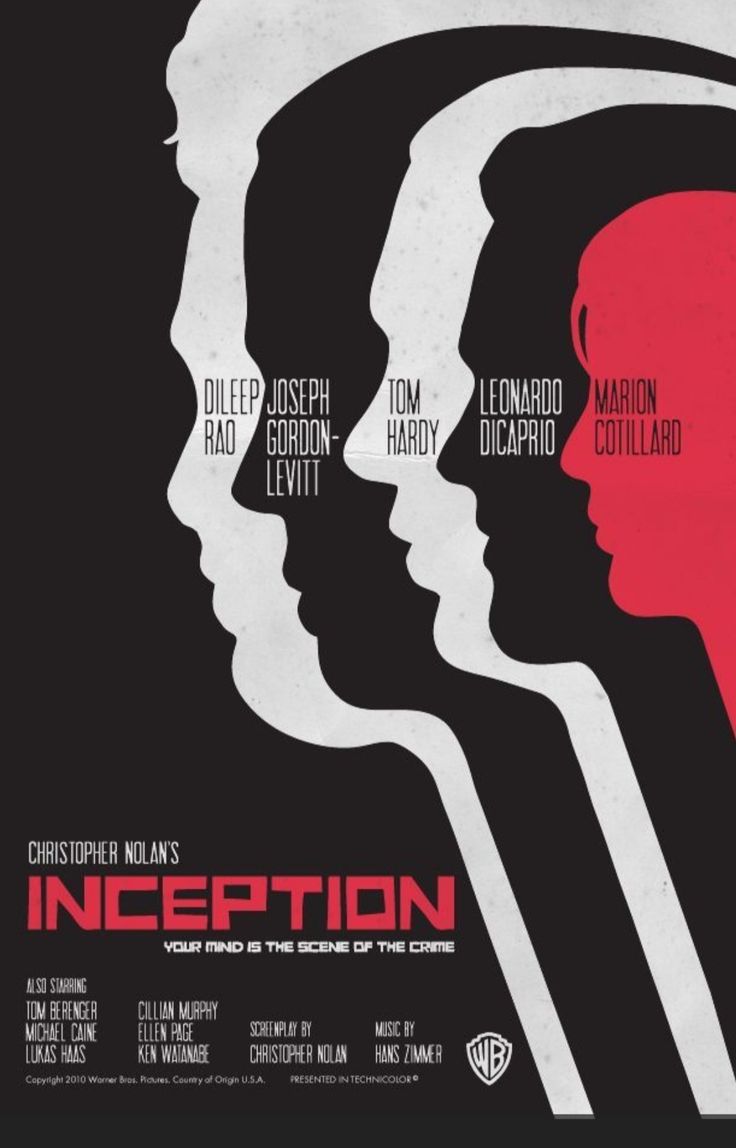 DILEEP
RAO
JOSEPH
GORDON-
LEVITT
TOM
HARDY
LEONARDO
DICAPRIO
MARION
COTILLARD
CHRISTOPHER NOLAN'S
INCEPTION
YOUR MIND IS THE SCENE OF THE CRIME
ALSO STARRING
TOM BERENGER
MICHAEL CAINE
LUKAS HAAS
CILLIAN MURPHY
ELLEN PAGE
KEN WATANABE
SCREENPLAY BY
CHRISTOPHER NOLAN
MUSIC BY
HANS ZIMMER
WB
Copyright 2010 Warner Bros. Pictures. Country of Origin U.S.A.
PRESENTED IN TECHNICOLOR®